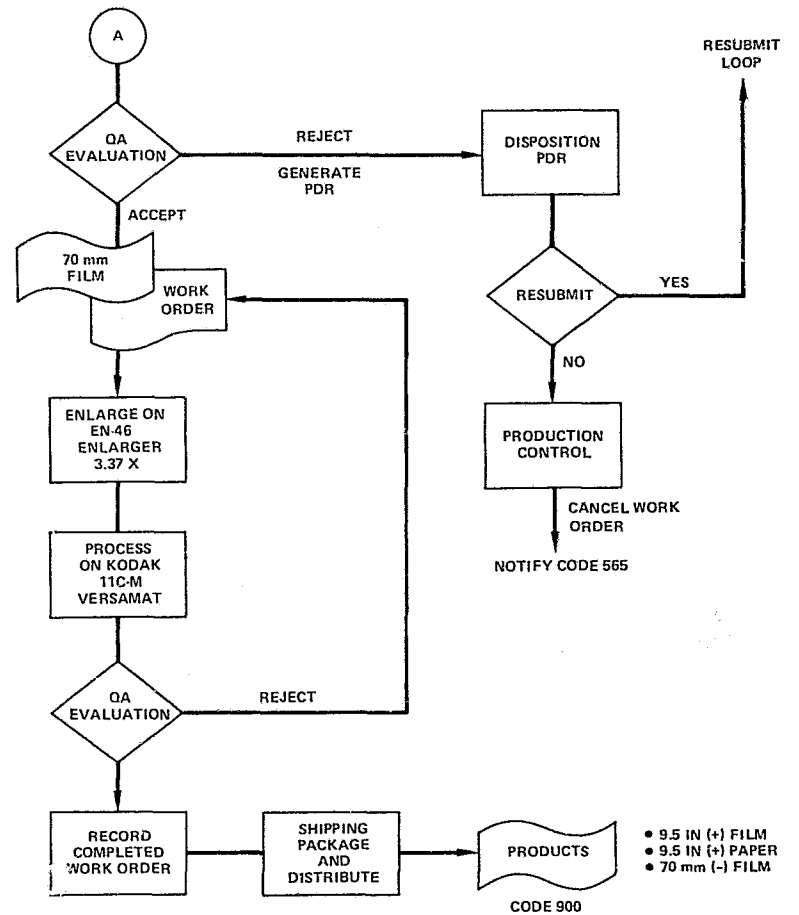 A
RESUBMIT
LOOP
QA
EVALUATION
REJECT
GENERATE
PDR
DISPOSITION
PDR
ACCEPT
70 mm
FILM
WORK
ORDER
RESUBMIT
YES
NO
ENLARGE ON
EN-46
ENLARGER
3.37 X
PRODUCTION
CONTROL
CANCEL WORK
ORDER
NOTIFY CODE 565
PROCESS
ON KODAK
11C-M
VERSAMAT
QA
EVALUATION
REJECT
RECORD
COMPLETED
WORK ORDER
SHIPPING
PACKAGE
AND
DISTRIBUTE
PRODUCTS
CODE 900
• 9.5 IN (+) FILM
• 9.5 IN (+) PAPER
• 70 mm (-) FILM